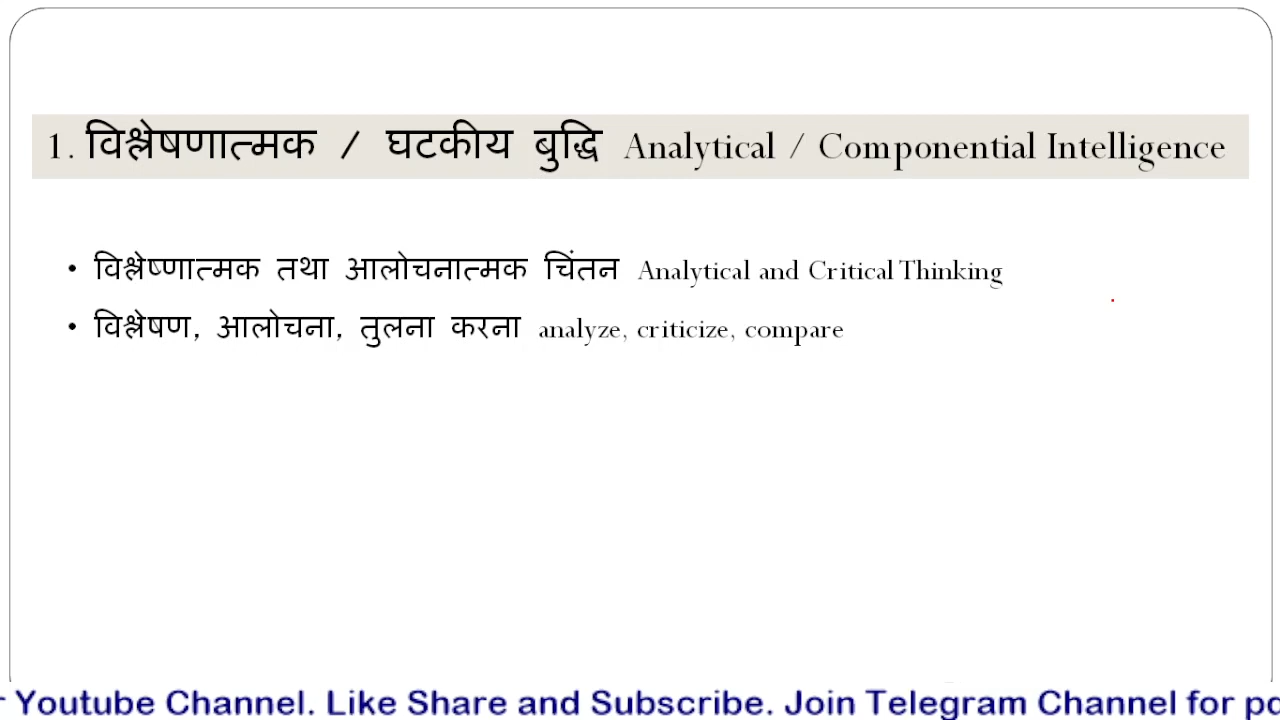 1. विश्लेषणात्मक / घटकीय बुद्धि Analytical / Componential Intelligence
• विश्लेष्णात्मक तथा आलोचनात्मक चिंतन Analytical and Critical Thinking
• विश्लेषण, आलोचना, तुलना करना analyze, criticize, compare
r Youtube Channel. Like Share and Subscribe. Join Telegram Channel for